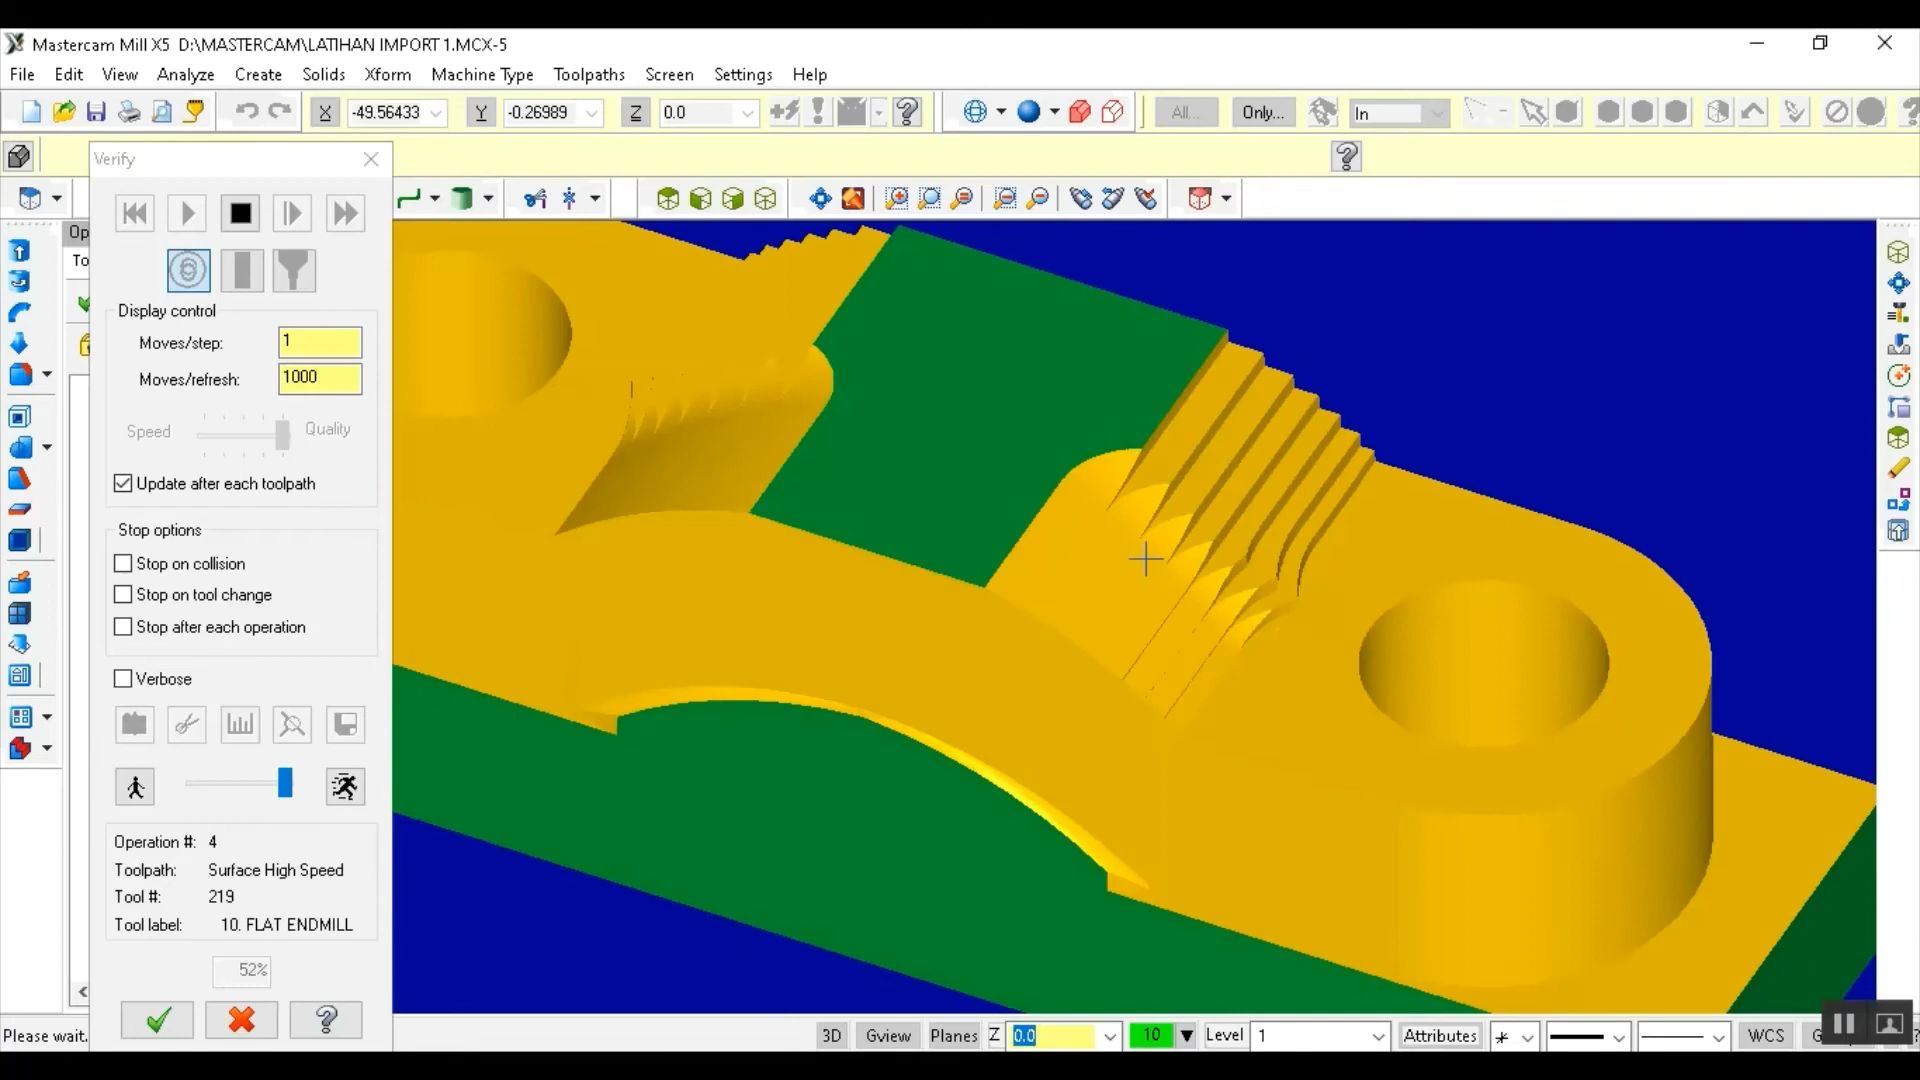 Mastercam Mill X5 D:\MASTERCAM\LATIHAN IMPORT 1.MCX-5
File Edit View Analyze Create Solids Xform Machine Type Toolpaths Screen Settings Help
X -49.56433 Y -0.26989 Z 0.0 All... Only... In
Verify
Op
To
Display control
Moves/step: 1
Moves/refresh: 1000
Speed Quality
Update after each toolpath
Stop options
Stop on collision
Stop on tool change
Stop after each operation
Verbose
Operation #: 4
Toolpath: Surface High Speed
Tool #: 219
Tool label: 10. FLAT ENDMILL
52%
Please wait. 3D Gview Planes Z 0.0 10 Level 1 Attributes WCS